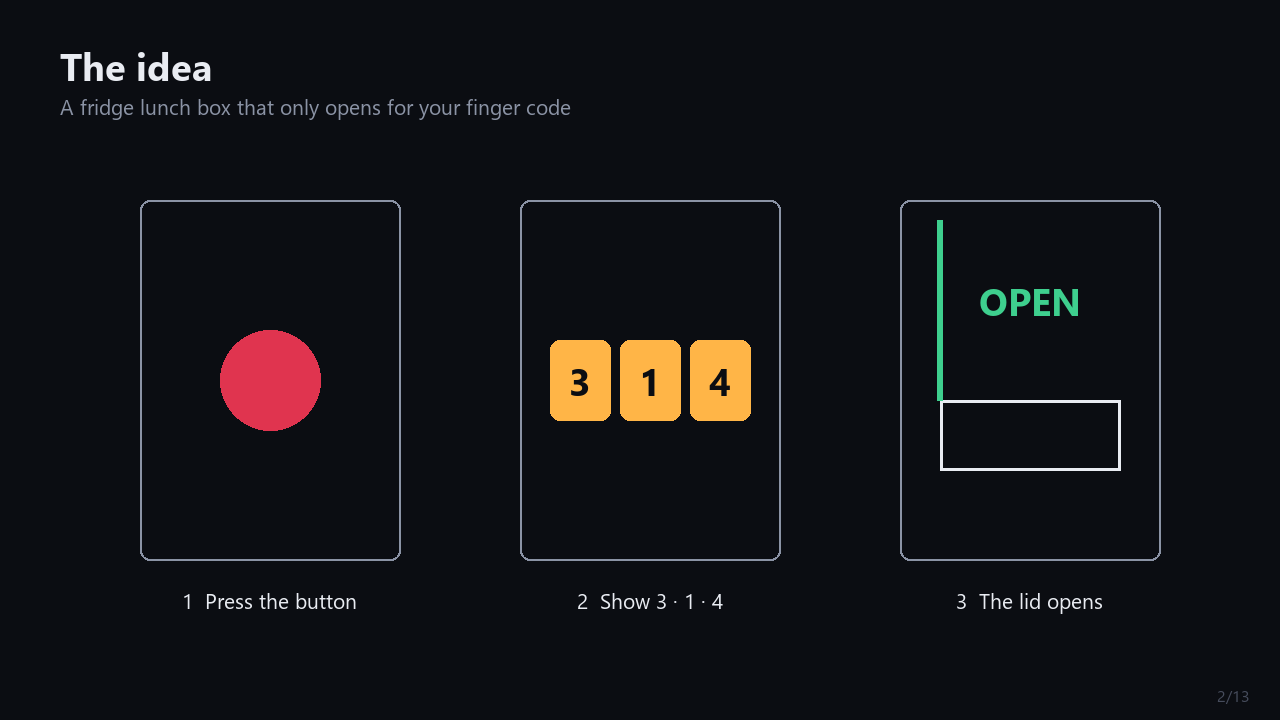 The idea
A fridge lunch box that only opens for your finger code
3 1 4
OPEN
1 Press the button
2 Show 3 · 1 · 4
3 The lid opens
2/13